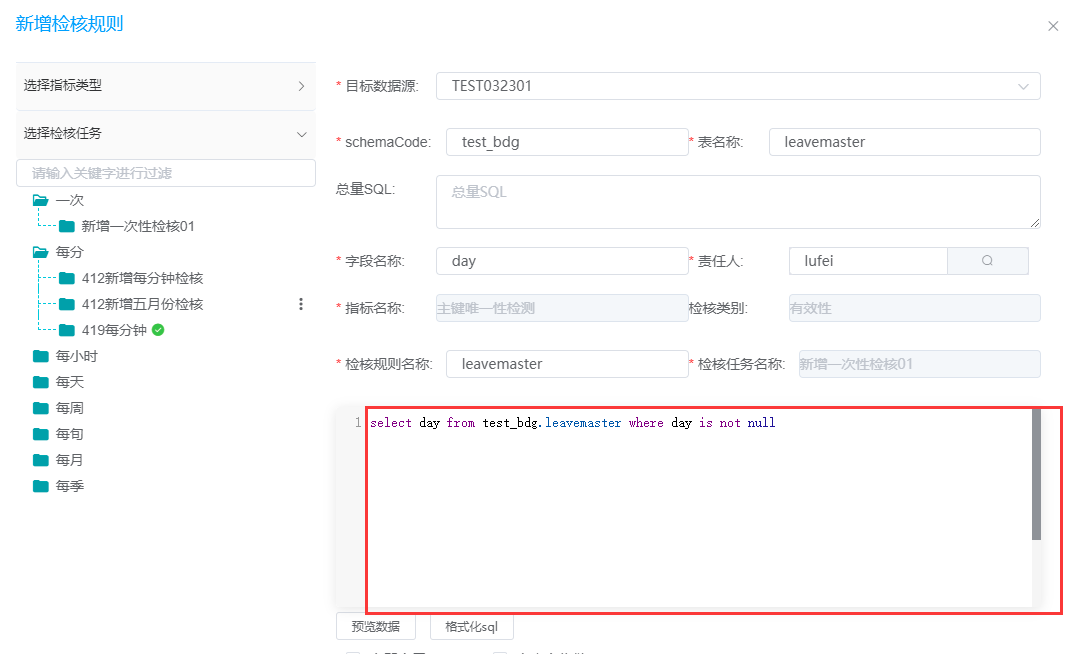 新增检核规则
选择指标类型
选择检核任务
请输入关键字进行过滤
一次
新增一次性检核01
每分
412新增每分钟检核
412新增五月份检核
419每分钟
每小时
每天
每周
每旬
每月
每季
* 目标数据源: TEST032301
* schemaCode: test_bdg * 表名称: leavemaster
总量SQL: 总量SQL
* 字段名称: day * 责任人: lufei
* 指标名称: 主键唯一性检测 检核类别: 有效性
* 检核规则名称: leavemaster * 检核任务名称: 新增一次性检核01
1 select day from test_bdg.leavemaster where day is not null
预览数据 格式化sql